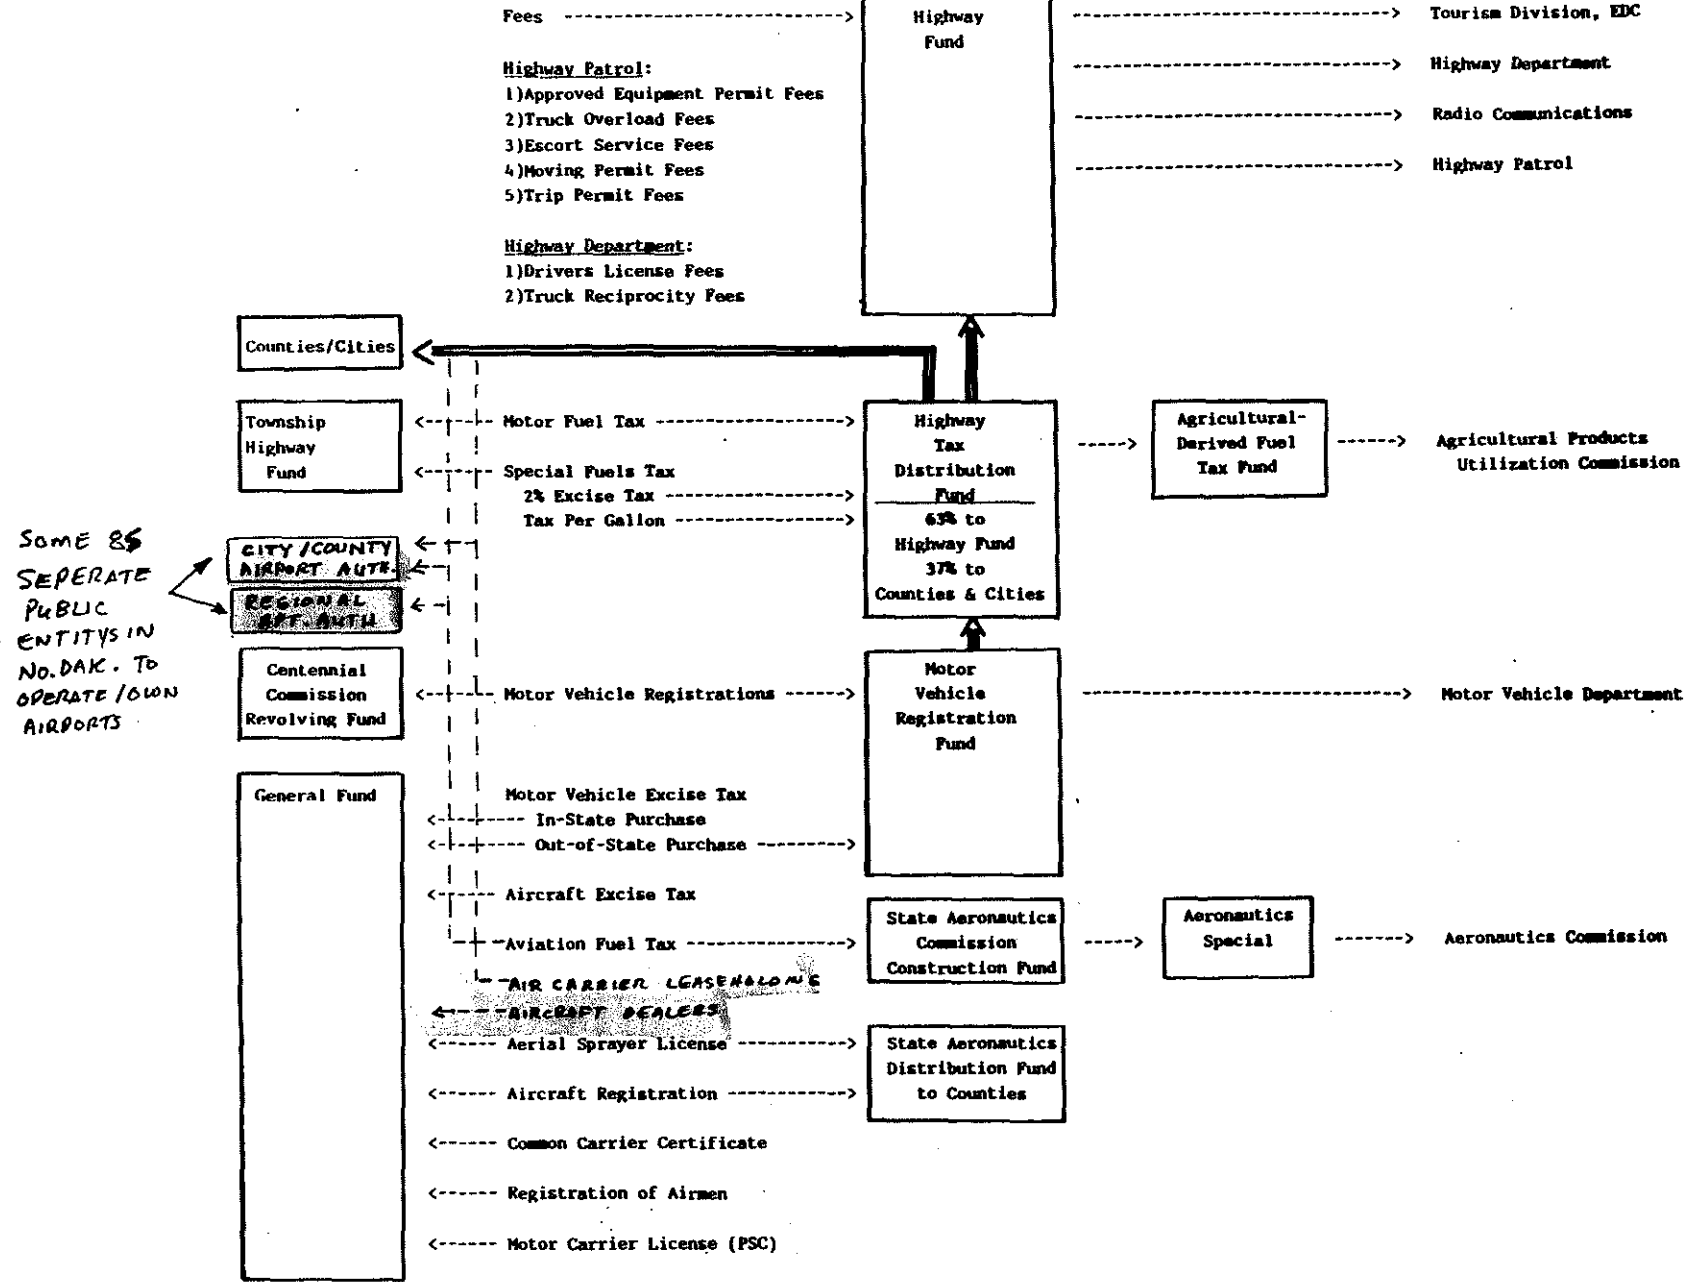 Fees
Highway
Fund
Tourism Division, EDC
Highway Department
Radio Communications
Highway Patrol
Highway Patrol:
1)Approved Equipment Permit Fees
2)Truck Overload Fees
3)Escort Service Fees
4)Moving Permit Fees
5)Trip Permit Fees
Highway Department:
1)Drivers License Fees
2)Truck Reciprocity Fees
Counties/Cities
Township
Highway
Fund
Motor Fuel Tax
Special Fuels Tax
2% Excise Tax
Tax Per Gallon
Highway
Tax
Distribution
Fund
63% to
Highway Fund
37% to
Counties & Cities
Agricultural-
Derived Fuel
Tax Fund
Agricultural Products
Utilization Commission
SOME 85
SEPERATE
PUBLIC
ENTITYS IN
NO. DAK. TO
OPERATE/OWN
AIRPORTS
CITY/COUNTY
AIRPORT AUTH.
REGIONAL
APT. AUTH
Centennial
Commission
Revolving Fund
Motor Vehicle Registrations
Motor
Vehicle
Registration
Fund
Motor Vehicle Department
General Fund
Motor Vehicle Excise Tax
In-State Purchase
Out-of-State Purchase
Aircraft Excise Tax
Aviation Fuel Tax
AIR CARRIER LEASEHOLDING
AIRCRAFT DEALERS
Aerial Sprayer License
Aircraft Registration
Common Carrier Certificate
Registration of Airmen
Motor Carrier License (PSC)
State Aeronautics
Commission
Construction Fund
Aeronautics
Special
Aeronautics Commission
State Aeronautics
Distribution Fund
to Counties